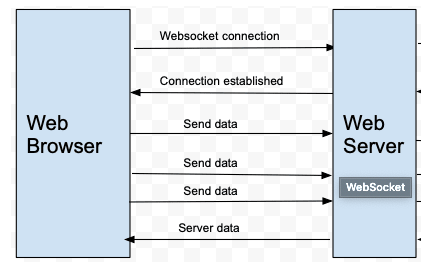 Websocket connection
Connection established
Web
Browser
Send data
Web
Server
Send data
Send data
WebSocket
Server data